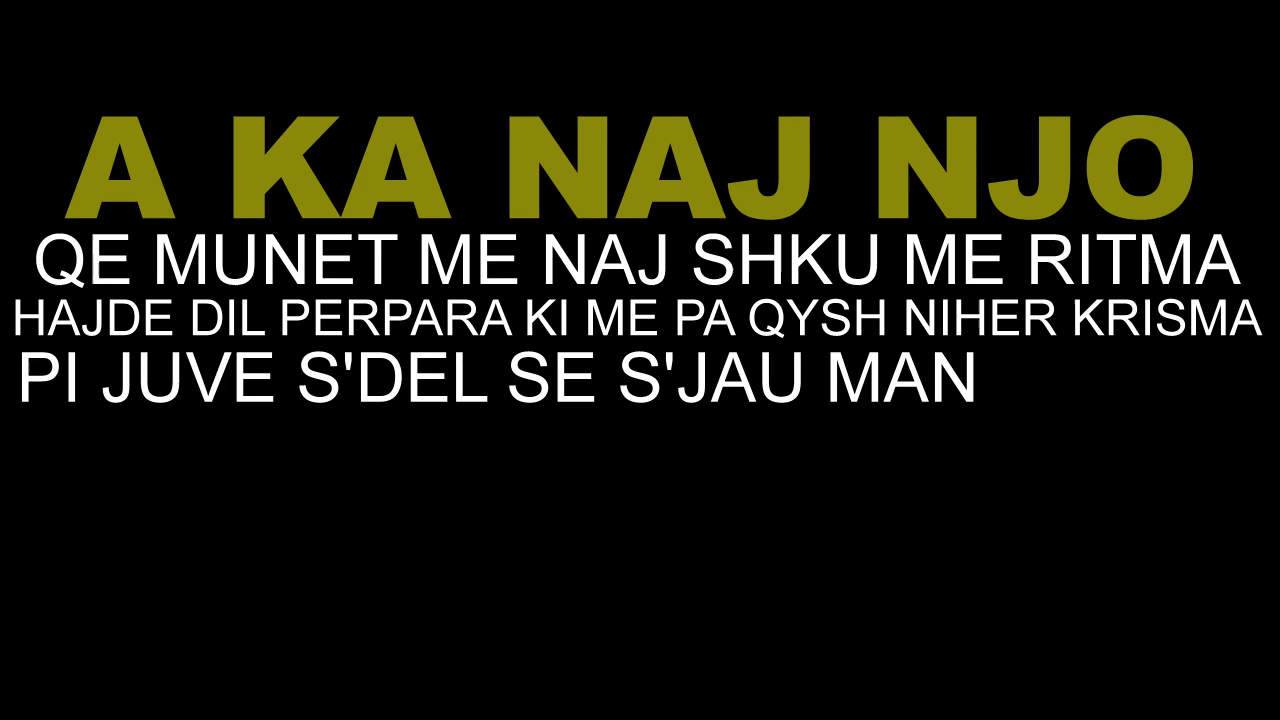 A KA NAJ NJO
QE MUNET ME NAJ SHKU ME RITMA
HAJDE DIL PERPARA KI ME PA QYSH NIHER KRISMA
PI JUVE S'DEL SE S'JAU MAN